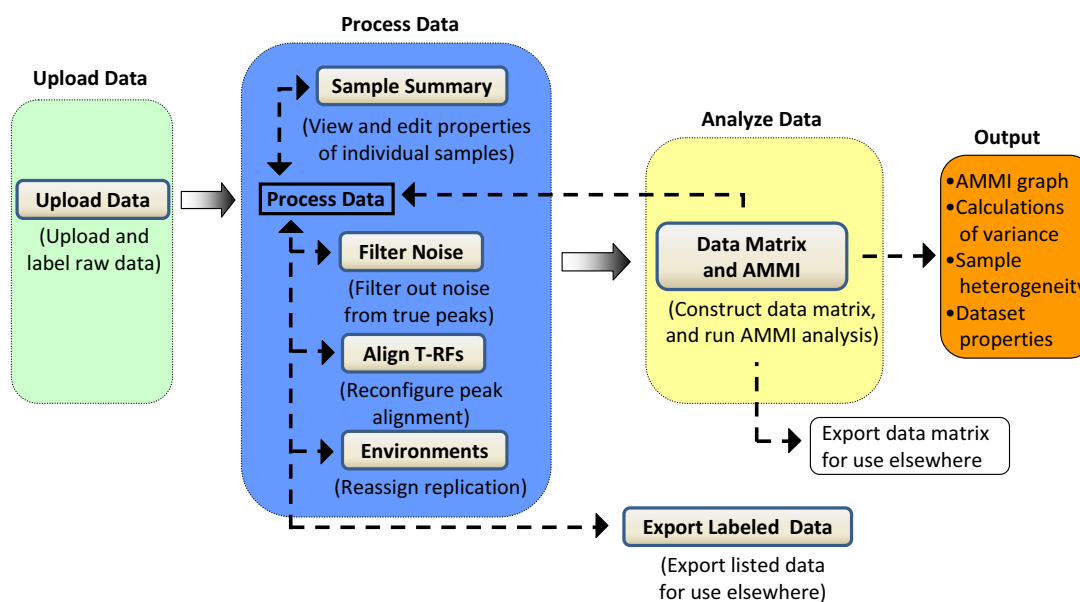 Process Data
Upload Data
Sample Summary
(View and edit properties
of individual samples)
Analyze Data
Output
Upload Data
(Upload and
label raw data)
Process Data
Filter Noise
(Filter out noise
from true peaks)
Align T-RFs
(Reconfigure peak
alignment)
Environments
(Reassign replication)
Data Matrix
and AMMI
(Construct data matrix,
and run AMMI analysis)
•AMMI graph
•Calculations
of variance
•Sample
heterogeneity
•Dataset
properties
Export data matrix
for use elsewhere
Export Labeled  Data
(Export listed data
for use elsewhere)